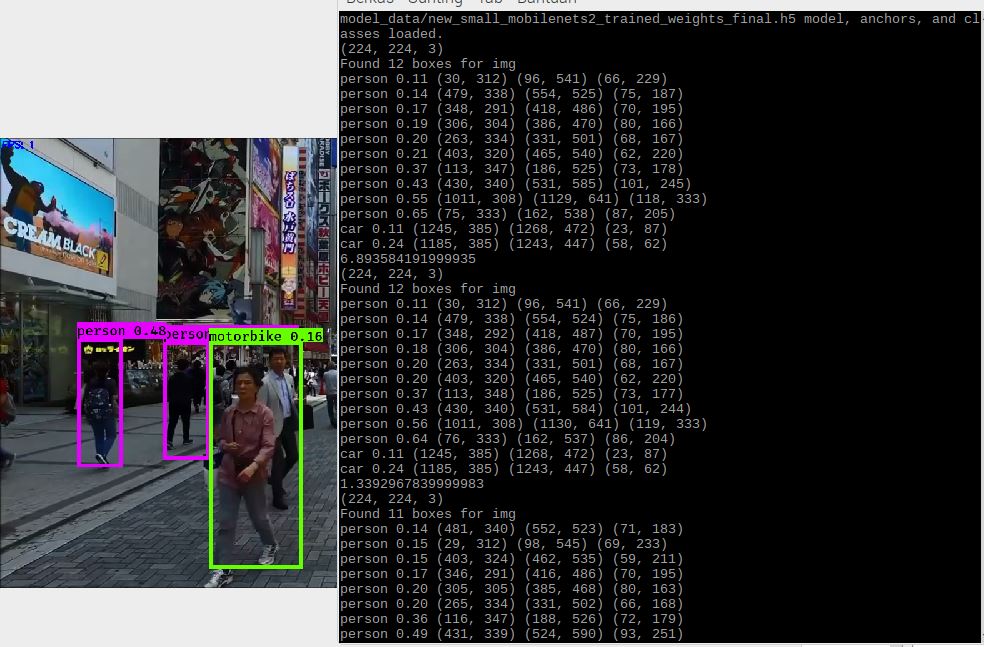 Berkas Sunting Tab Bantuan
model_data/new_small_mobilenets2_trained_weights_final.h5 model, anchors, and cl
asses loaded.
(224, 224, 3)
Found 12 boxes for img
person 0.11 (30, 312) (96, 541) (66, 229)
person 0.14 (479, 338) (554, 525) (75, 187)
person 0.17 (348, 291) (418, 486) (70, 195)
person 0.19 (306, 304) (386, 470) (80, 166)
person 0.20 (263, 334) (331, 501) (68, 167)
person 0.21 (403, 320) (465, 540) (62, 220)
person 0.37 (113, 347) (186, 525) (73, 178)
person 0.43 (430, 340) (531, 585) (101, 245)
person 0.55 (1011, 308) (1129, 641) (118, 333)
person 0.65 (75, 333) (162, 538) (87, 205)
car 0.11 (1245, 385) (1268, 472) (23, 87)
car 0.24 (1185, 385) (1243, 447) (58, 62)
6.893584191999935
(224, 224, 3)
Found 12 boxes for img
person 0.11 (30, 312) (96, 541) (66, 229)
person 0.14 (479, 338) (554, 524) (75, 186)
person 0.17 (348, 292) (418, 487) (70, 195)
person 0.18 (306, 304) (386, 470) (80, 166)
person 0.20 (263, 334) (331, 501) (68, 167)
person 0.20 (403, 320) (465, 540) (62, 220)
person 0.37 (113, 348) (186, 525) (73, 177)
person 0.43 (430, 340) (531, 584) (101, 244)
person 0.56 (1011, 308) (1130, 641) (119, 333)
person 0.64 (76, 333) (162, 537) (86, 204)
car 0.11 (1245, 385) (1268, 472) (23, 87)
car 0.24 (1185, 385) (1243, 447) (58, 62)
1.3392967839999983
(224, 224, 3)
Found 11 boxes for img
person 0.14 (481, 340) (552, 523) (71, 183)
person 0.15 (29, 312) (98, 545) (69, 233)
person 0.15 (403, 324) (462, 535) (59, 211)
person 0.17 (346, 291) (416, 486) (70, 195)
person 0.20 (305, 305) (385, 468) (80, 163)
person 0.20 (265, 334) (331, 502) (66, 168)
person 0.36 (116, 347) (188, 526) (72, 179)
person 0.49 (431, 339) (524, 590) (93, 251)
FPS: 1
CREAM BLACK
ぱちんこ 水戸黄門
person 0.48
person
motorbike 0.16